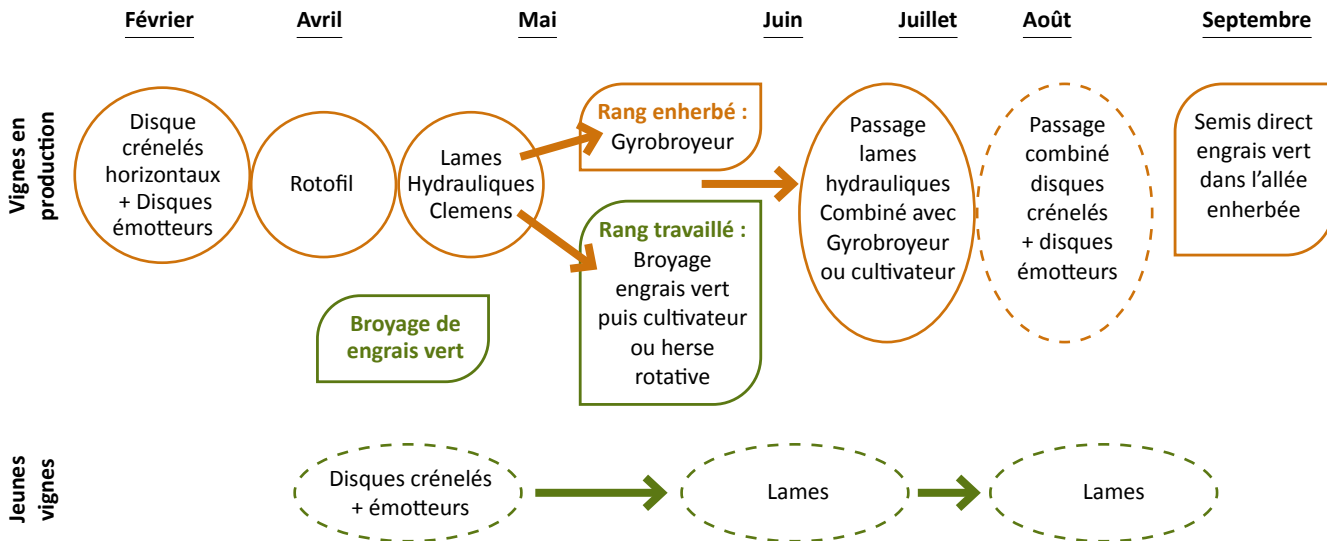 Février
Avril
Mai
Juin
Juillet
Août
Septembre
Vignes en
production
Disque
crénelés
horizontaux
+ Disques
émotteurs
Rotofil
Lames
Hydrauliques
Clemens
Rang enherbé :
Gyrobroyeur
Rang travaillé :
Broyage
engrais vert
puis cultivateur
ou herse
rotative
Passage
lames
hydrauliques
Combiné avec
Gyrobroyeur
ou cultivateur
Passage
combiné
disques
crénelés
+ disques
émotteurs
Semis direct
engrais vert
dans l’allée
enherbée
Broyage de
engrais vert
Jeunes
vignes
Disques crénelés
+ émotteurs
Lames
Lames